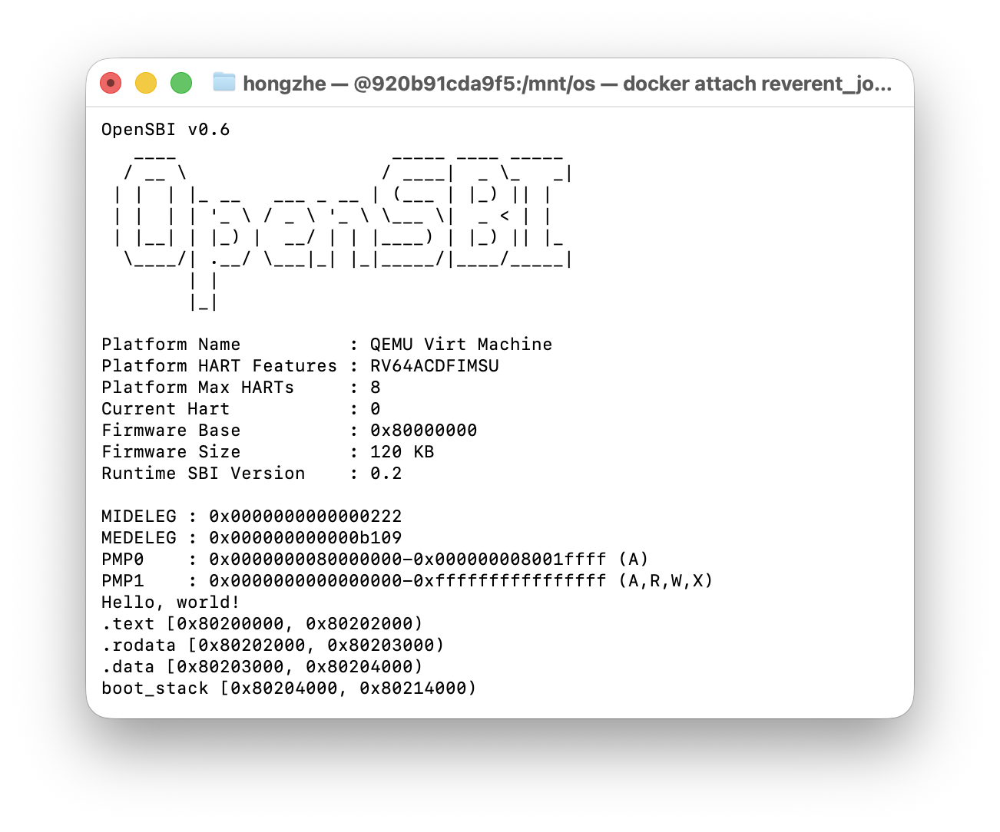 hongzhe — @920b91cda9f5:/mnt/os — docker attach reverent_jo...
OpenSBI v0.6
   ____                    _____ ____ _____
  / __ \                  / ____|  _ \_   _|
 | |  | |_ __   ___ _ __ | (___ | |_) || |
 | |  | | '_ \ / _ \ '_ \ \___ \|  _ < | |
 | |__| | |_) |  __/ | | |____) | |_) || |_
  \____/| .__/ \___|_| |_|_____/|____/_____|
        | |
        |_|
Platform Name          : QEMU Virt Machine
Platform HART Features : RV64ACDFIMSU
Platform Max HARTs     : 8
Current Hart           : 0
Firmware Base          : 0x80000000
Firmware Size          : 120 KB
Runtime SBI Version    : 0.2
MIDELEG : 0x0000000000000222
MEDELEG : 0x000000000000b109
PMP0    : 0x0000000080000000-0x000000008001ffff (A)
PMP1    : 0x0000000000000000-0xffffffffffffffff (A,R,W,X)
Hello, world!
.text [0x80200000, 0x80202000)
.rodata [0x80202000, 0x80203000)
.data [0x80203000, 0x80204000)
boot_stack [0x80204000, 0x80214000)